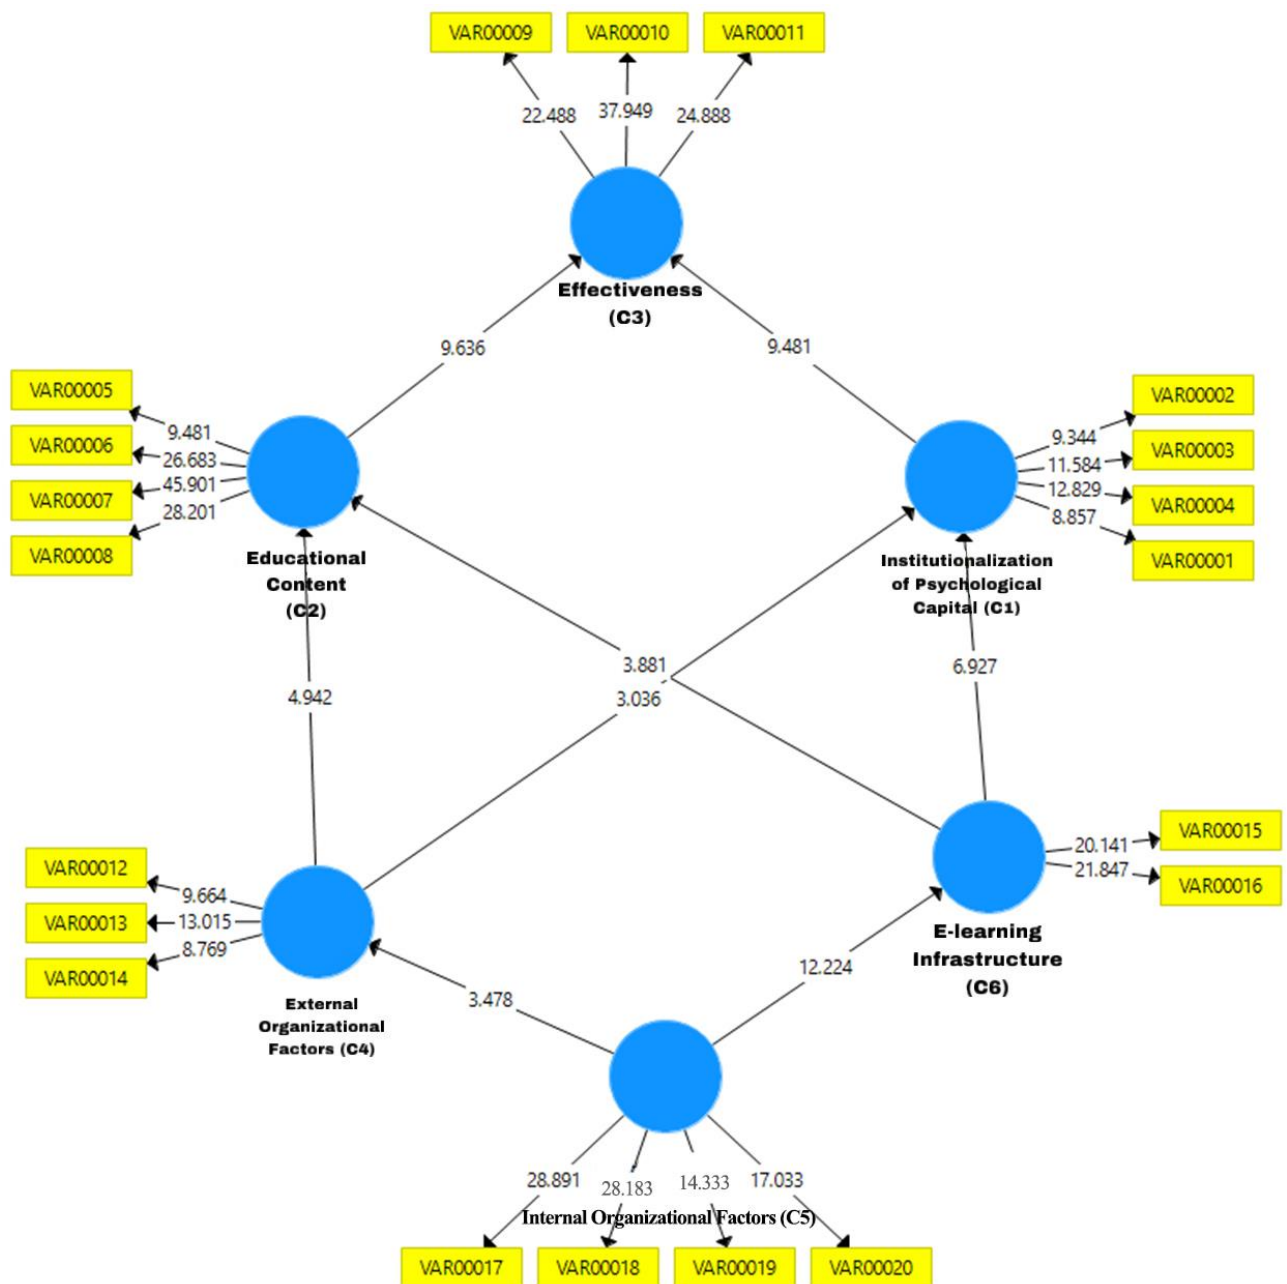 VAR00009 VAR00010 VAR00011
22.488 37.949 24.888
Effectiveness
(C3)
9.636 9.481
VAR00005
VAR00006
VAR00007
VAR00008
9.481
26.683
45.901
28.201
Educational
Content
(C2)
VAR00002
VAR00003
VAR00004
VAR00001
9.344
11.584
12.829
8.857
Institutionalization
of Psychological
Capital (C1)
3.881
3.036
4.942
6.927
VAR00012
VAR00013
VAR00014
9.664
13.015
8.769
External
Organizational
Factors (C4)
VAR00015
VAR00016
20.141
21.847
E-learning
Infrastructure
(C6)
3.478
12.224
28.891 28.183 14.333 17.033
Internal Organizational Factors (C5)
VAR00017 VAR00018 VAR00019 VAR00020